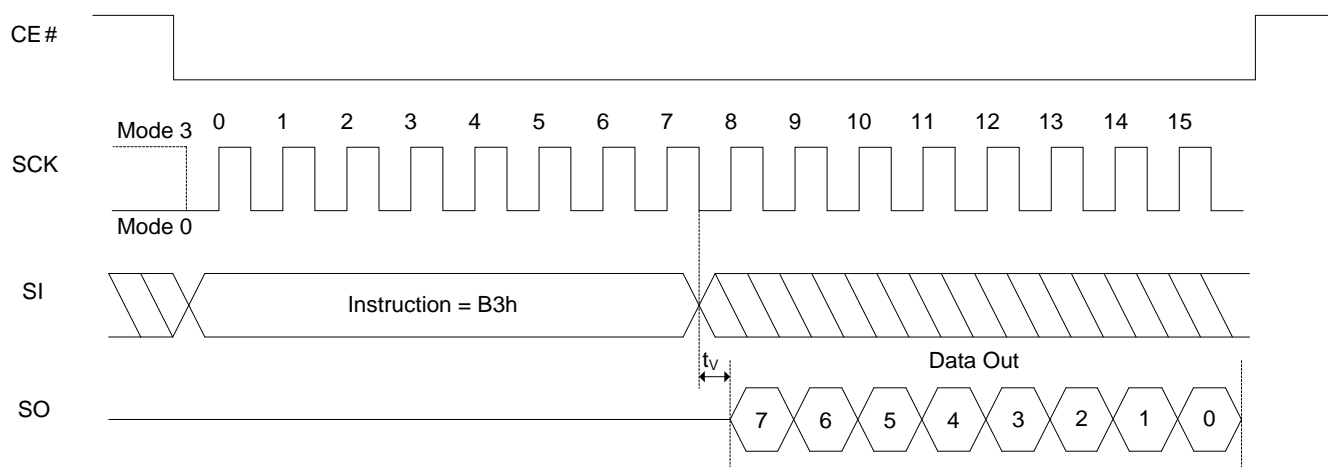 CE#
Mode 3 0 1 2 3 4 5 6 7 8 9 10 11 12 13 14 15
SCK
Mode 0
SI
Instruction = B3h
tV
Data Out
SO
7 6 5 4 3 2 1 0